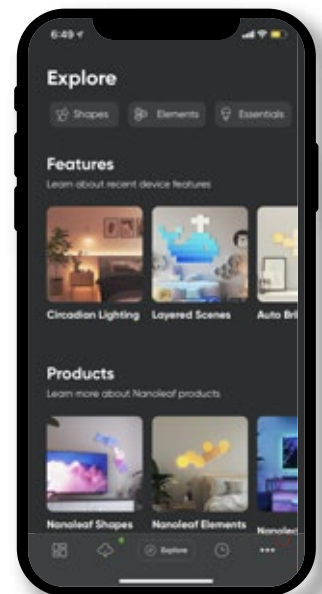 6:49
Explore
Shapes Elements Essentials
Features
Learn about recent device features
Circadian Lighting Layered Scenes Auto Bri
Products
Learn more about Nanoleaf products
Nanoleaf Shapes Nanoleaf Elements Nanolea
Explore